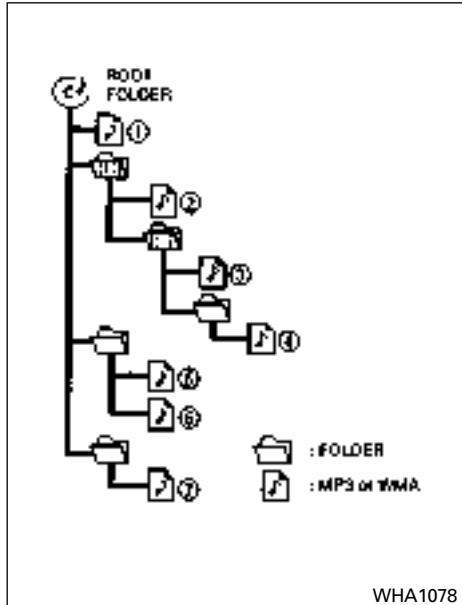 ROOT
FOLDER
①
②
③
④
⑤
⑥
⑦
: FOLDER
: MP3 or WMA
WHA1078